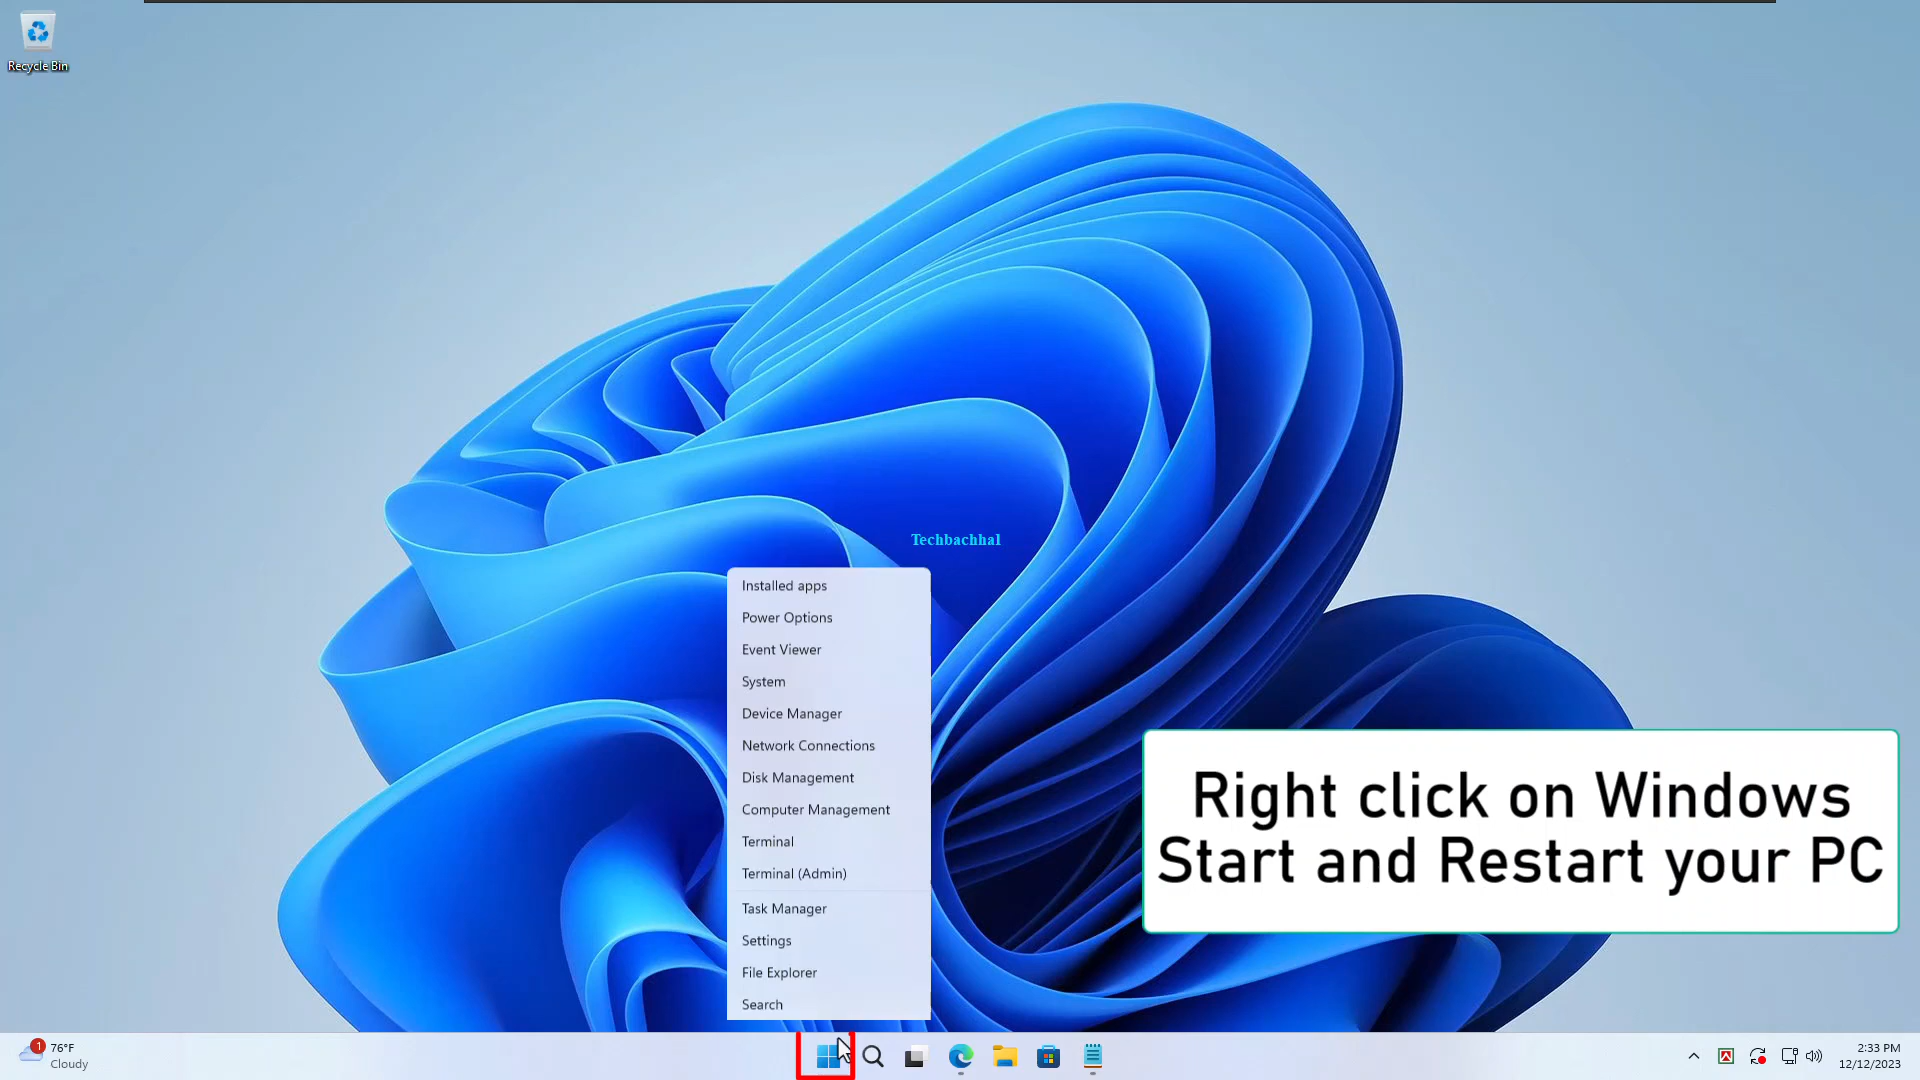 Recycle Bin
Techbachhal
Installed apps
Power Options
Event Viewer
System
Device Manager
Network Connections
Disk Management
Computer Management
Terminal
Terminal (Admin)
Task Manager
Settings
File Explorer
Search
Right click on Windows
Start and Restart your PC
1
76°F
Cloudy
2:33 PM
12/12/2023